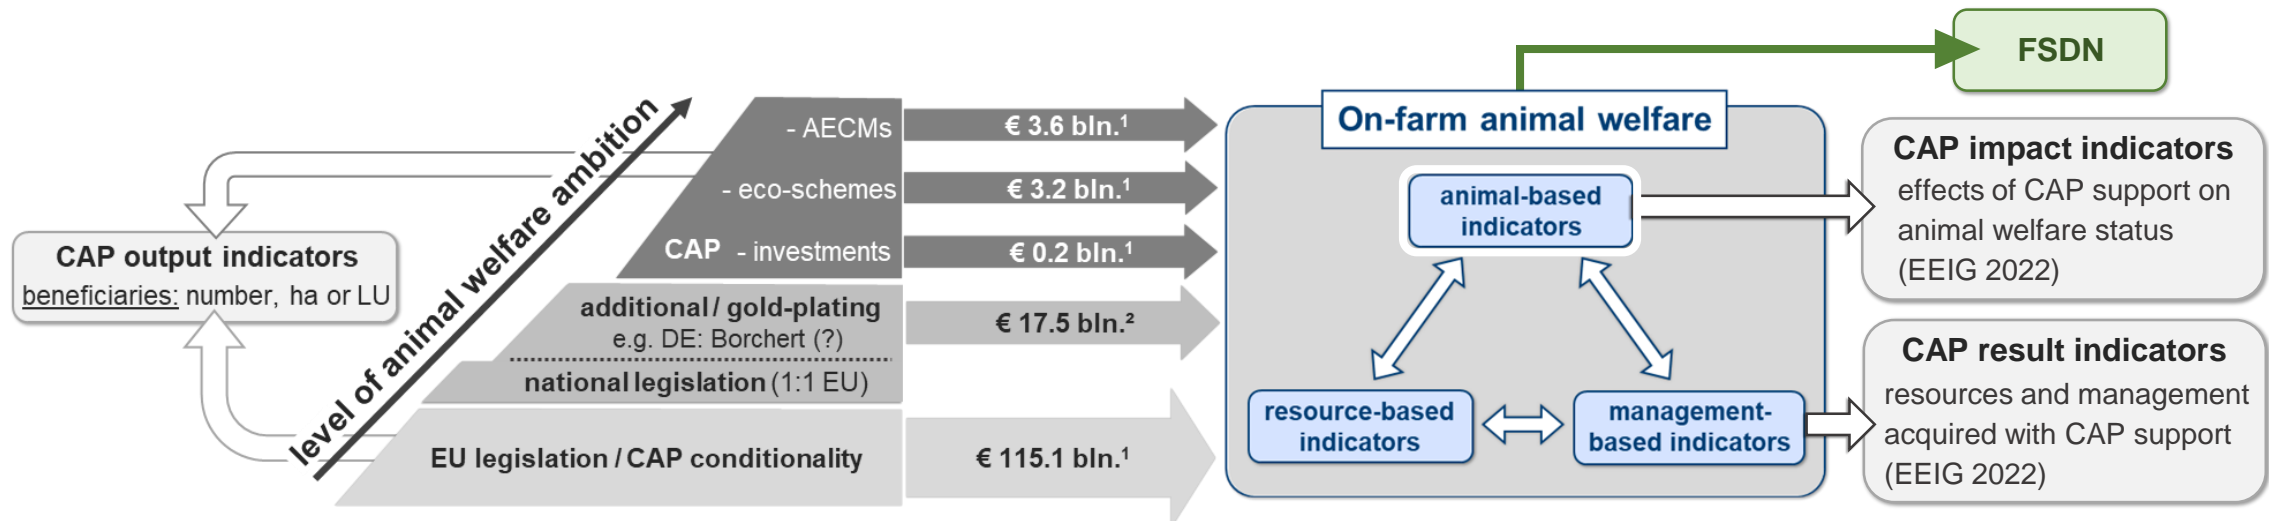 FSDN
level of animal welfare ambition
- AECMs
€ 3.6 bln.¹
- eco-schemes
€ 3.2 bln.¹
CAP - investments
€ 0.2 bln.¹
additional / gold-plating
e.g. DE: Borchert (?)
€ 17.5 bln.²
national legislation (1:1 EU)
EU legislation / CAP conditionality
€ 115.1 bln.¹
CAP output indicators
beneficiaries: number, ha or LU
On-farm animal welfare
animal-based
indicators
resource-based
indicators
management-
based indicators
CAP impact indicators
effects of CAP support on
animal welfare status
(EEIG 2022)
CAP result indicators
resources and management
acquired with CAP support
(EEIG 2022)